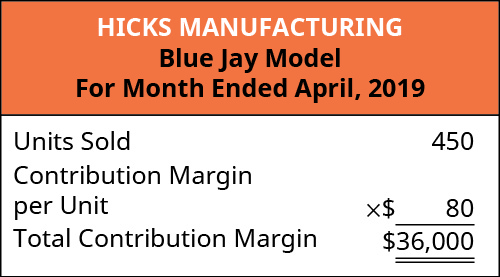 HICKS MANUFACTURING
Blue Jay Model
For Month Ended April, 2019
Units Sold 450
Contribution Margin
per Unit ×$ 80
Total Contribution Margin $36,000